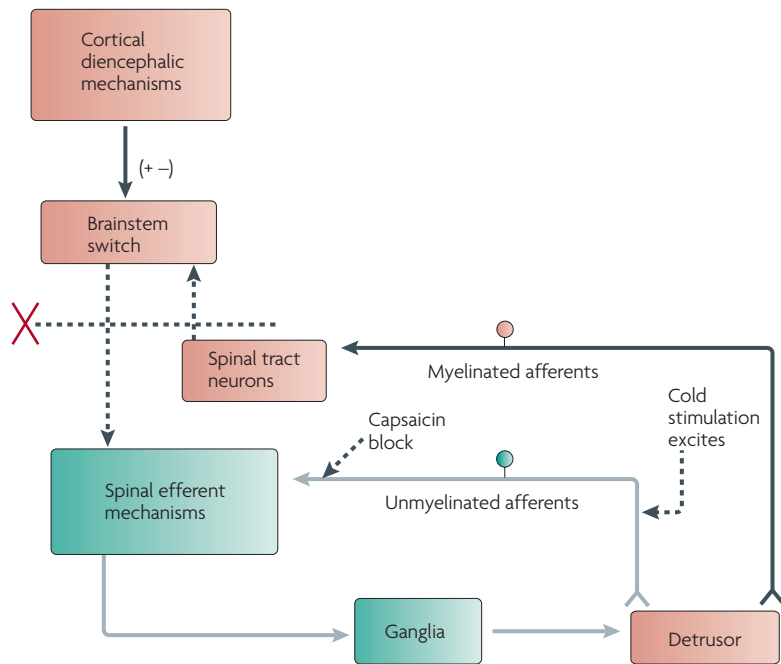 Cortical
diencephalic
mechanisms
(+ –)
Brainstem
switch
Spinal tract
neurons
Myelinated afferents
Capsaicin
block
Cold
stimulation
excites
Spinal efferent
mechanisms
Unmyelinated afferents
Ganglia
Detrusor